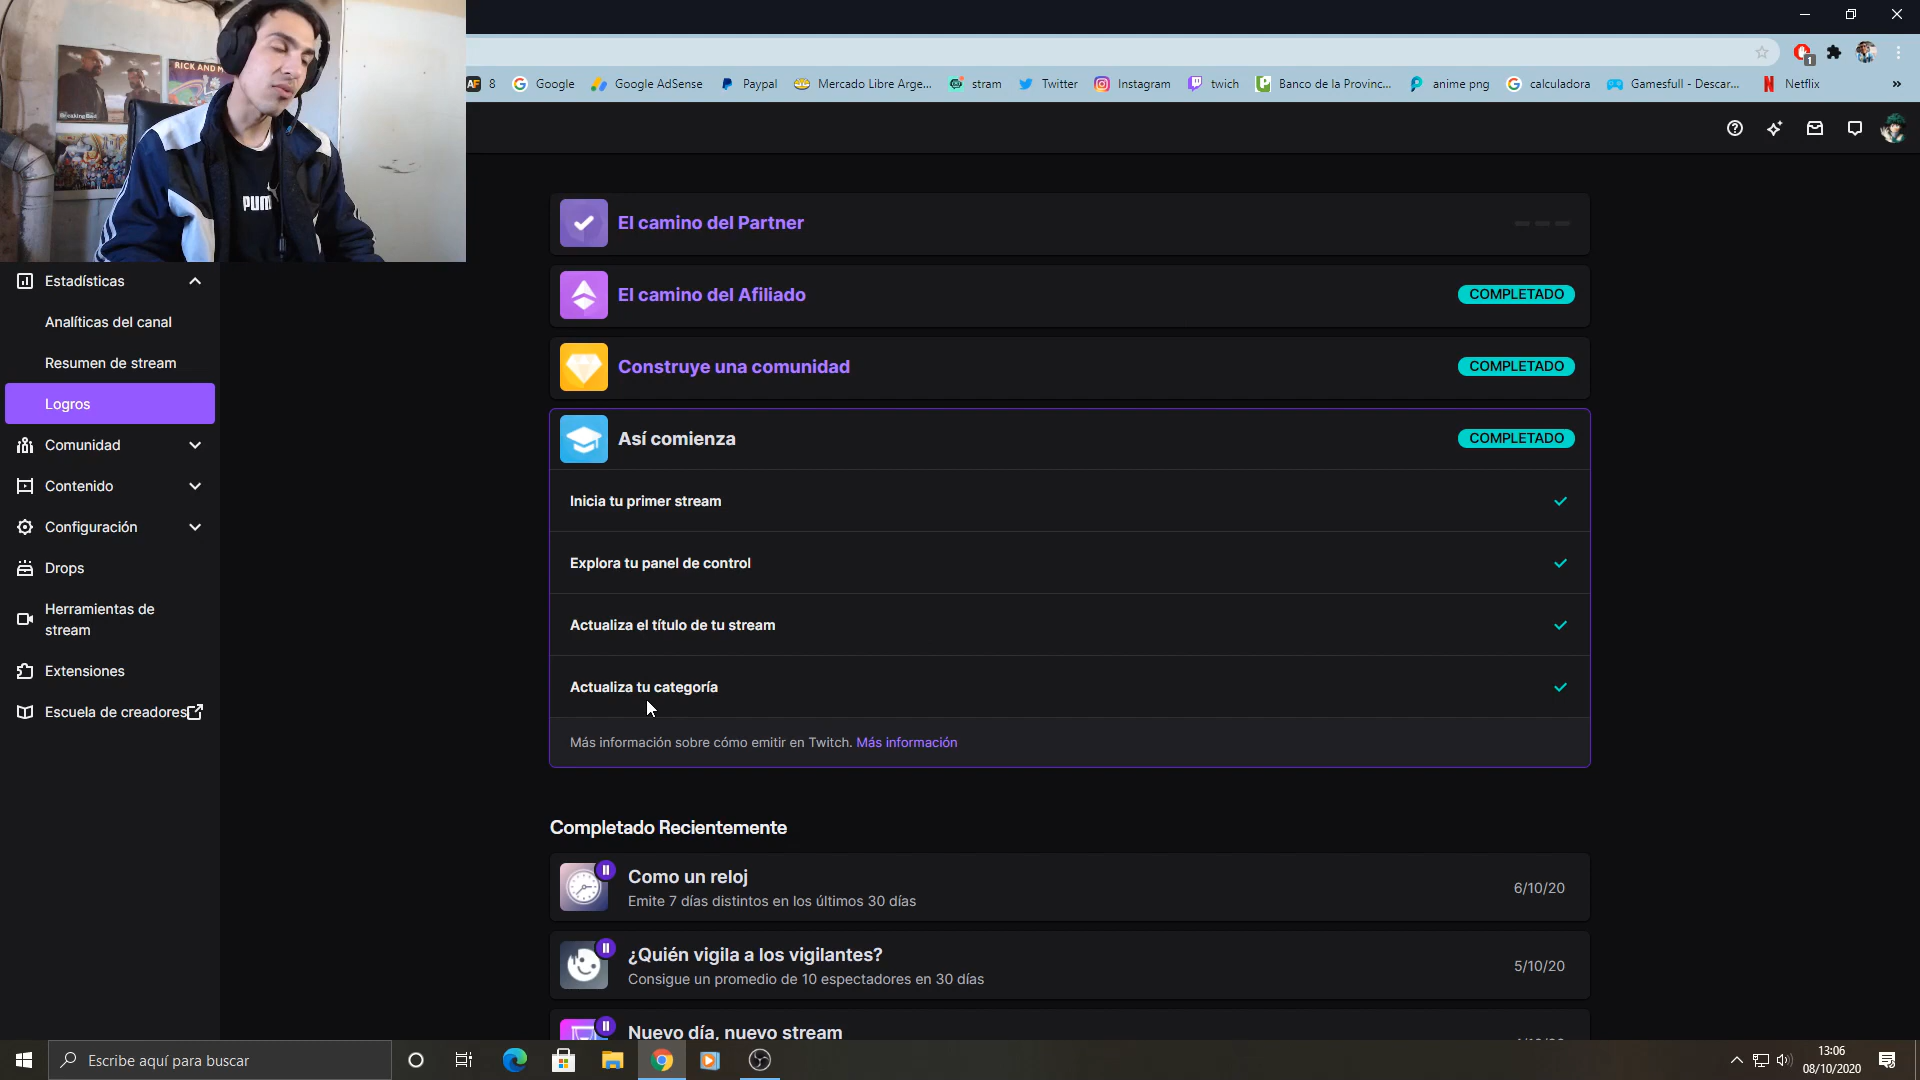 RICK AND M
Breaking Bad
PUMA
AF 8
Google
Google AdSense
Paypal
Mercado Libre Arge...
stram
Twitter
Instagram
twich
Banco de la Provinc...
anime png
calculadora
Gamesfull - Descar...
Netflix
»
1
El camino del Partner
El camino del Afiliado
COMPLETADO
Construye una comunidad
COMPLETADO
Así comienza
COMPLETADO
Inicia tu primer stream
Explora tu panel de control
Actualiza el título de tu stream
Actualiza tu categoría
Más información sobre cómo emitir en Twitch. Más información
Completado Recientemente
Como un reloj
Emite 7 días distintos en los últimos 30 días
6/10/20
¿Quién vigila a los vigilantes?
Consigue un promedio de 10 espectadores en 30 días
5/10/20
Nuevo día, nuevo stream
Estadísticas
Analíticas del canal
Resumen de stream
Logros
Comunidad
Contenido
Configuración
Drops
Herramientas de
stream
Extensiones
Escuela de creadores
Escribe aquí para buscar
13:06
08/10/2020